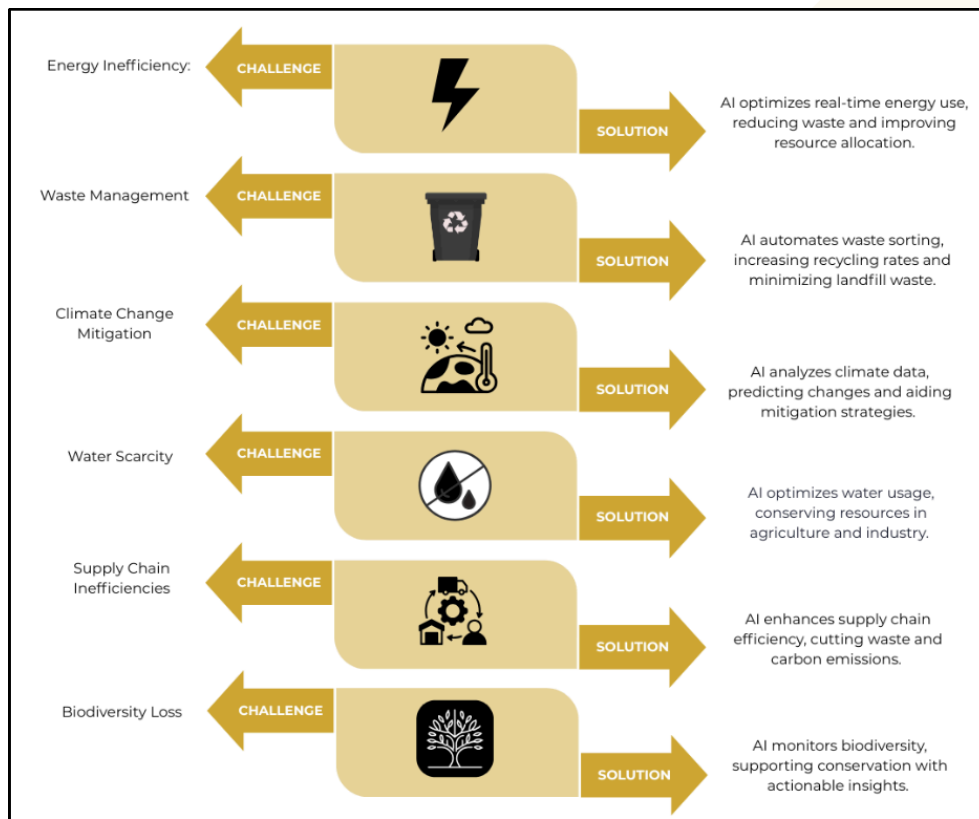 Energy Inefficiency:
CHALLENGE
SOLUTION
AI optimizes real-time energy use,
reducing waste and improving
resource allocation.
Waste Management
CHALLENGE
SOLUTION
AI automates waste sorting,
increasing recycling rates and
minimizing landfill waste.
Climate Change
Mitigation
CHALLENGE
SOLUTION
AI analyzes climate data,
predicting changes and aiding
mitigation strategies.
Water Scarcity
CHALLENGE
SOLUTION
AI optimizes water usage,
conserving resources in
agriculture and industry.
Supply Chain
Inefficiencies
CHALLENGE
SOLUTION
AI enhances supply chain
efficiency, cutting waste and
carbon emissions.
Biodiversity Loss
CHALLENGE
SOLUTION
AI monitors biodiversity,
supporting conservation with
actionable insights.